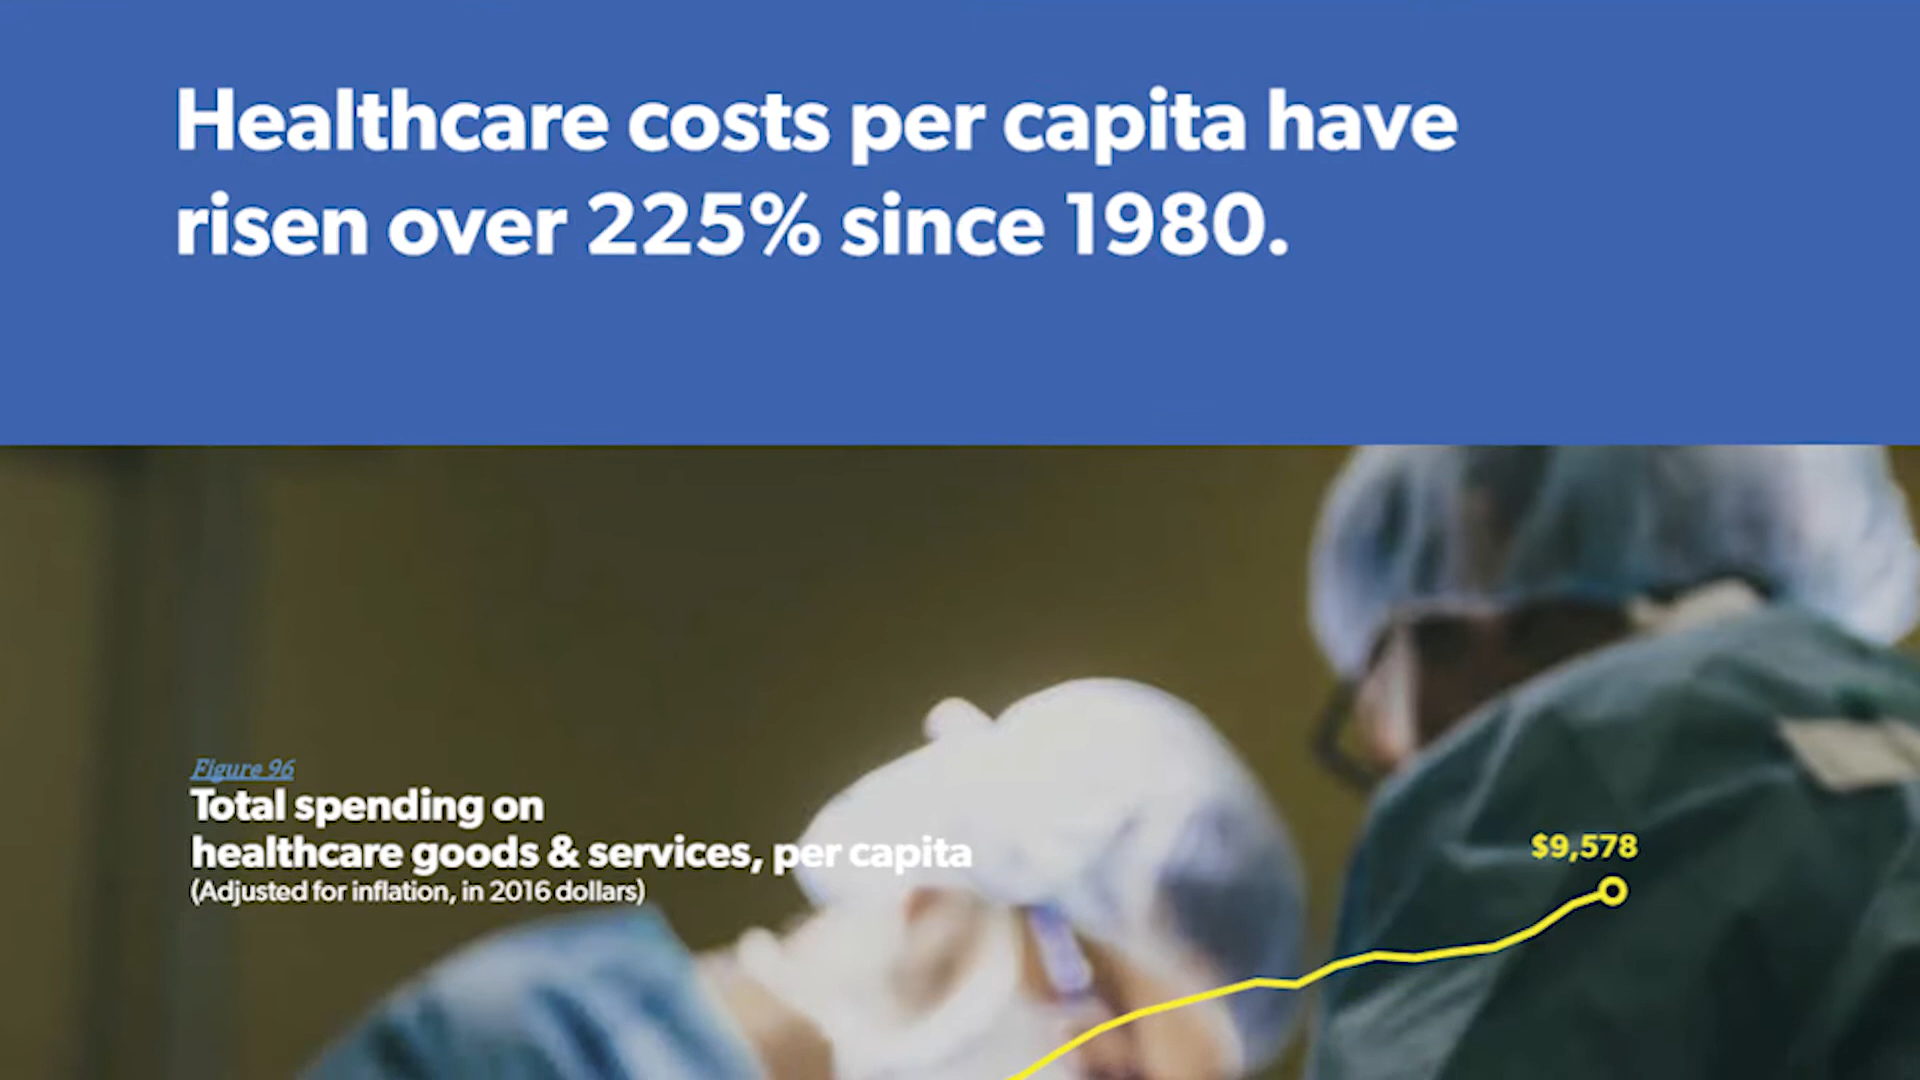 Healthcare costs per capita have
risen over 225% since 1980.
Figure 96
Total spending on
healthcare goods & services, per capita
(Adjusted for inflation, in 2016 dollars)
$9,578